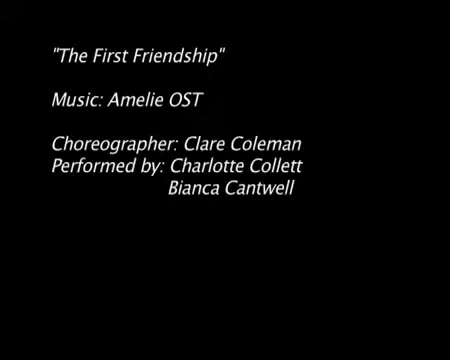 "The First Friendship"
Music: Amelie OST
Choreographer: Clare Coleman
Performed by: Charlotte Collett
Bianca Cantwell